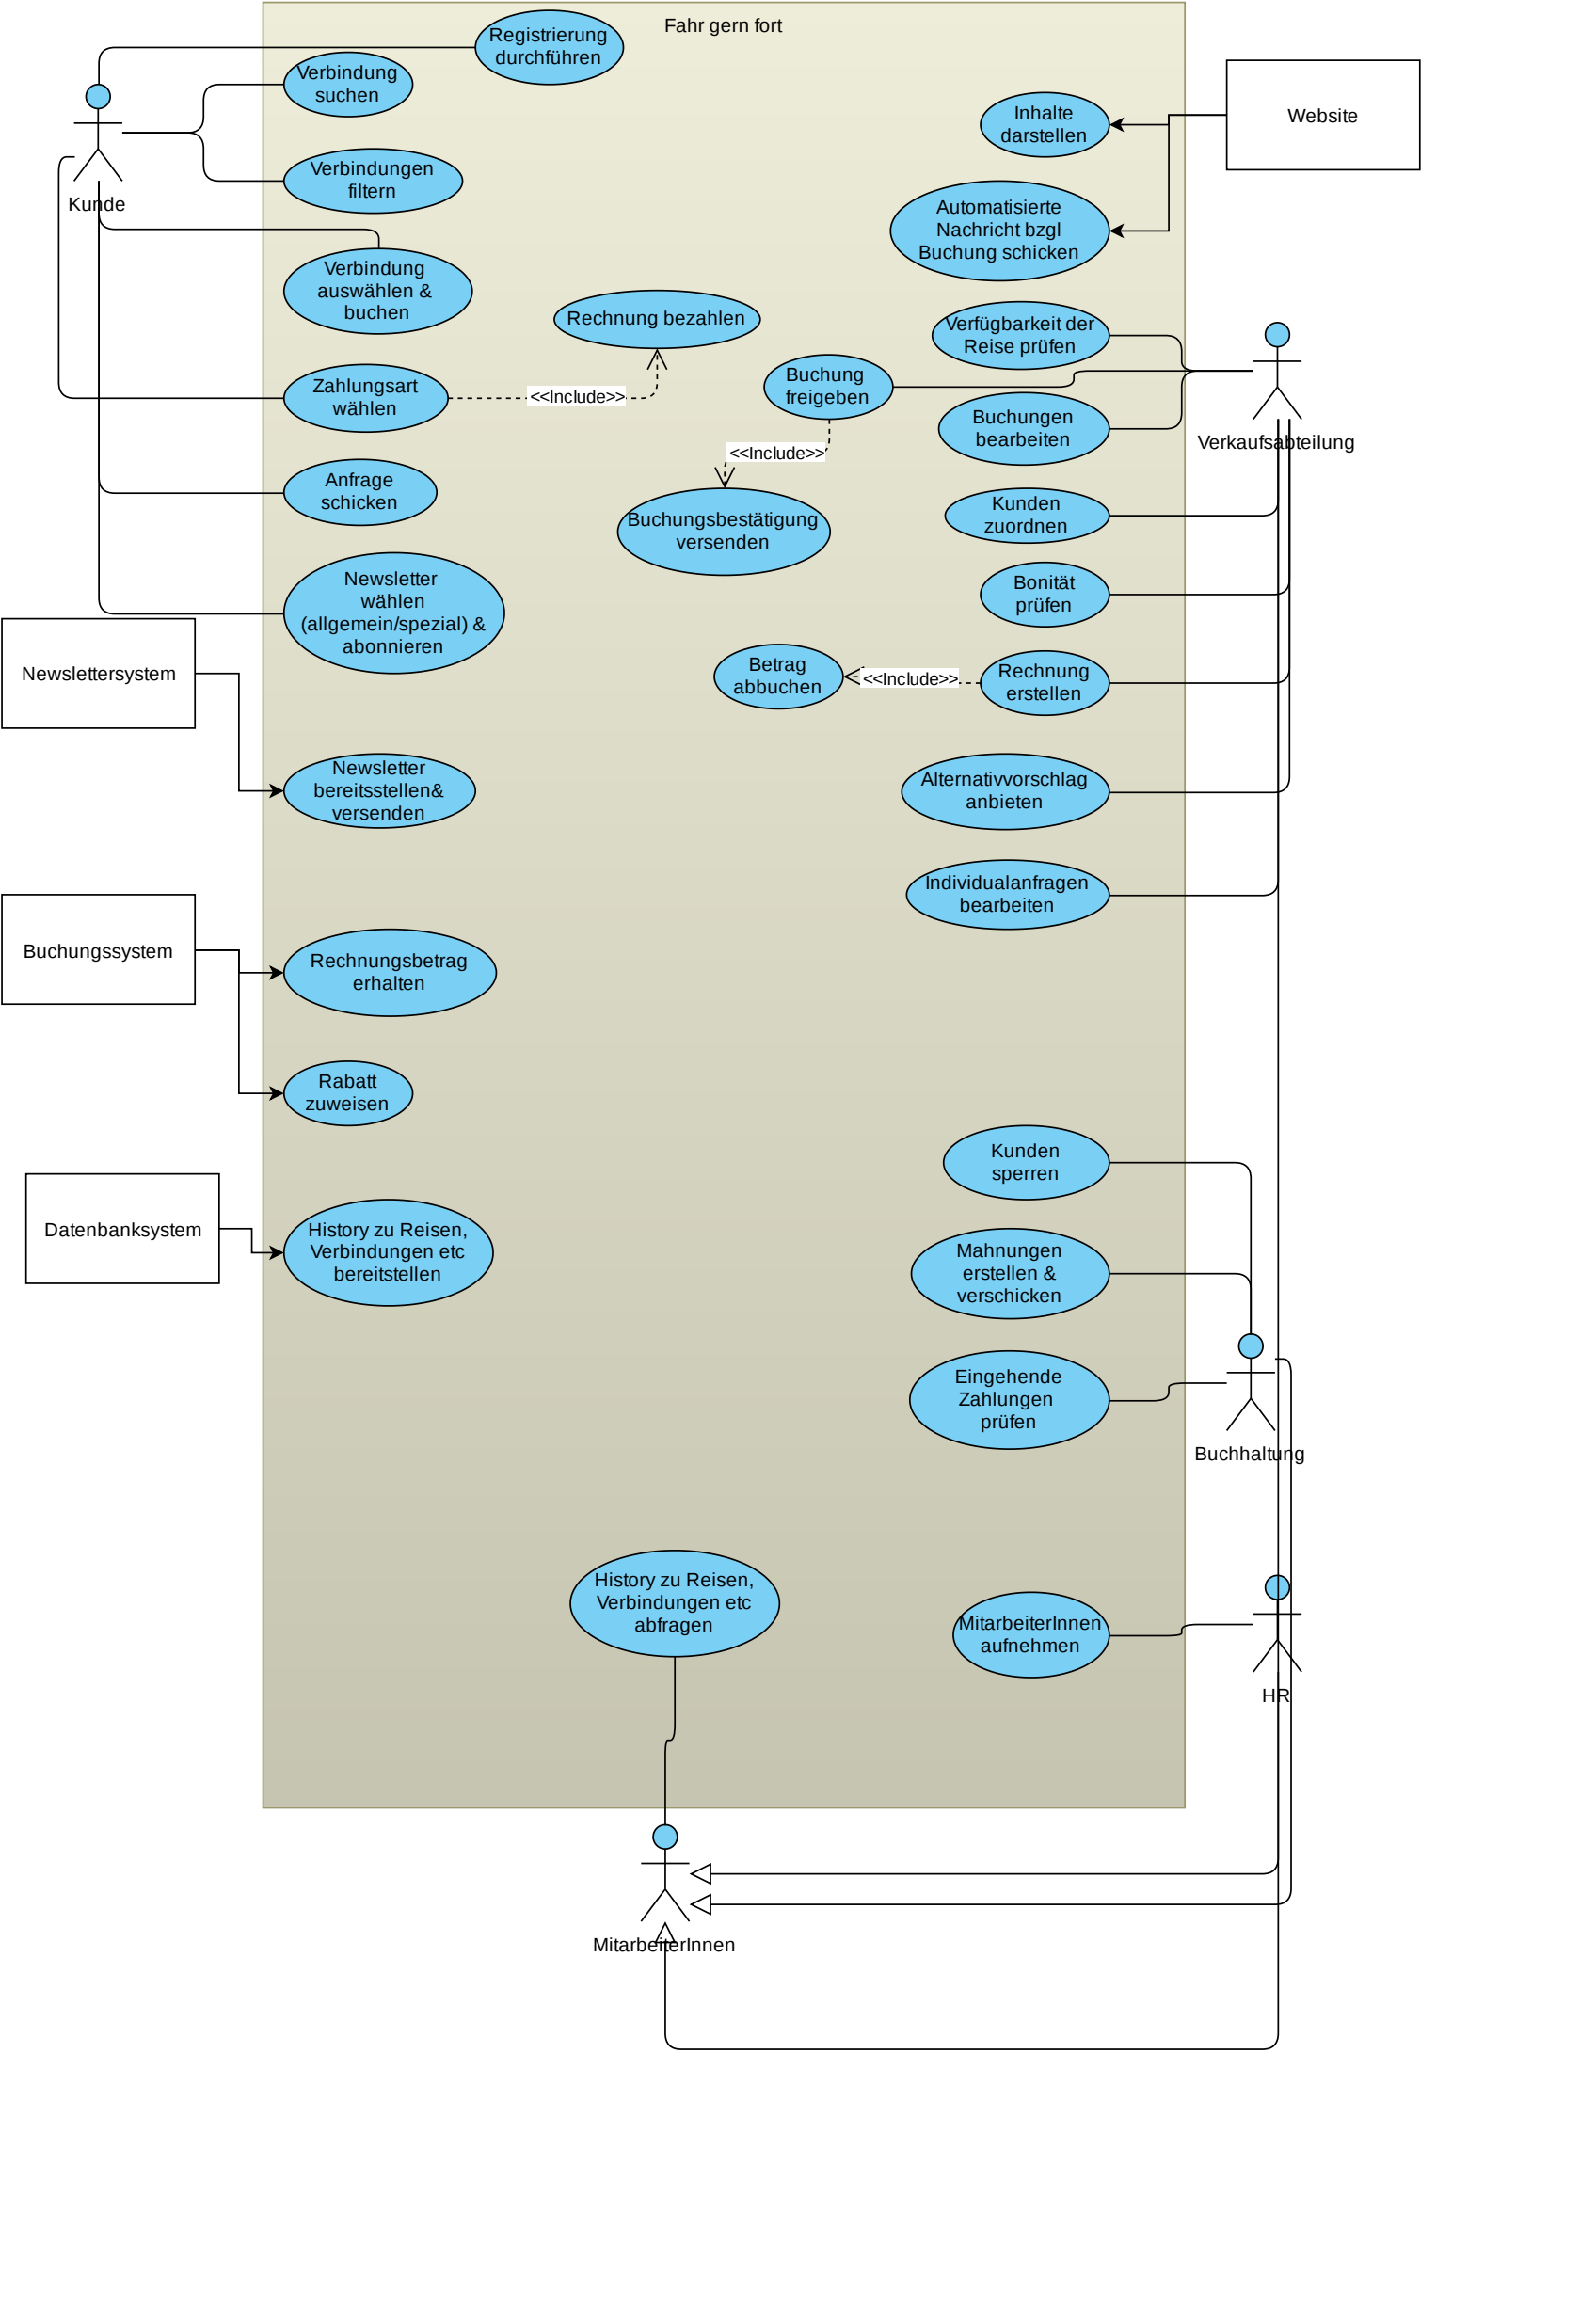 Fahr gern fort
Registrierung
durchführen
Verbindung
suchen
Kunde
Verbindungen
filtern
Verbindung
auswählen &
buchen
Zahlungsart
wählen
<<Include>>
Rechnung bezahlen
Anfrage
schicken
Newsletter
wählen
(allgemein/spezial) &
abonnieren
Website
Inhalte
darstellen
Automatisierte
Nachricht bzgl
Buchung schicken
Verfügbarkeit der
Reise prüfen
Buchung
freigeben
<<Include>>
Buchungsbestätigung
versenden
Buchungen
bearbeiten
Verkaufsabteilung
Kunden
zuordnen
Bonität
prüfen
Betrag
abbuchen
<<Include>>
Rechnung
erstellen
Alternativvorschlag
anbieten
Individualanfragen
bearbeiten
Newslettersystem
Newsletter
bereitsstellen&
versenden
Buchungssystem
Rechnungsbetrag
erhalten
Rabatt
zuweisen
Datenbanksystem
History zu Reisen,
Verbindungen etc
bereitstellen
Kunden
sperren
Mahnungen
erstellen &
verschicken
Eingehende
Zahlungen
prüfen
Buchhaltung
History zu Reisen,
Verbindungen etc
abfragen
MitarbeiterInnen
aufnehmen
HR
MitarbeiterInnen